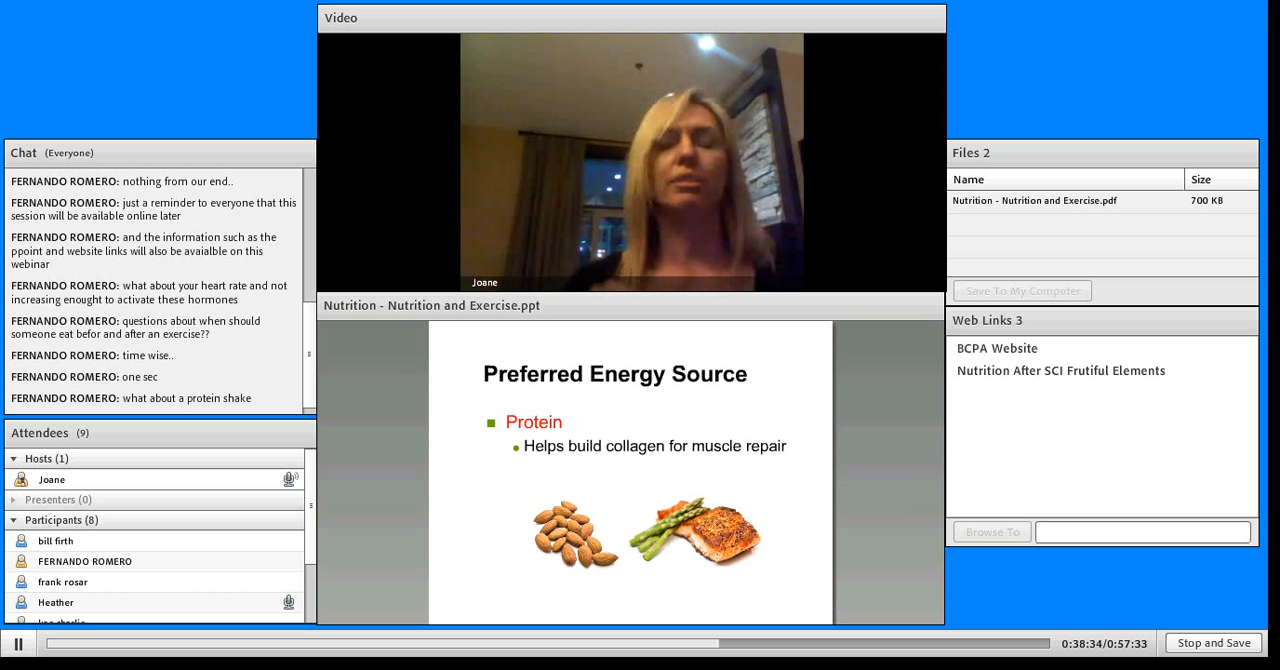 Video
Joane
Chat (Everyone)
FERNANDO ROMERO: nothing from our end..
FERNANDO ROMERO: just a reminder to everyone that this
session will be available online later
FERNANDO ROMERO: and the information such as the
ppoint and website links will also be avaialble on this
webinar
FERNANDO ROMERO: what about your heart rate and not
increasing enought to activate these hormones
FERNANDO ROMERO: questions about when should
someone eat befor and after an exercise??
FERNANDO ROMERO: time wise..
FERNANDO ROMERO: one sec
FERNANDO ROMERO: what about a protein shake
Attendees (9)
Hosts (1)
Joane
Presenters (0)
Participants (8)
bill firth
FERNANDO ROMERO
frank rosar
Heather
Nutrition - Nutrition and Exercise.ppt
Preferred Energy Source
Protein
Helps build collagen for muscle repair
Files 2
Name Size
Nutrition - Nutrition and Exercise.pdf 700 KB
Save To My Computer
Web Links 3
BCPA Website
Nutrition After SCI Frutiful Elements
Browse To
0:38:34/0:57:33
Stop and Save